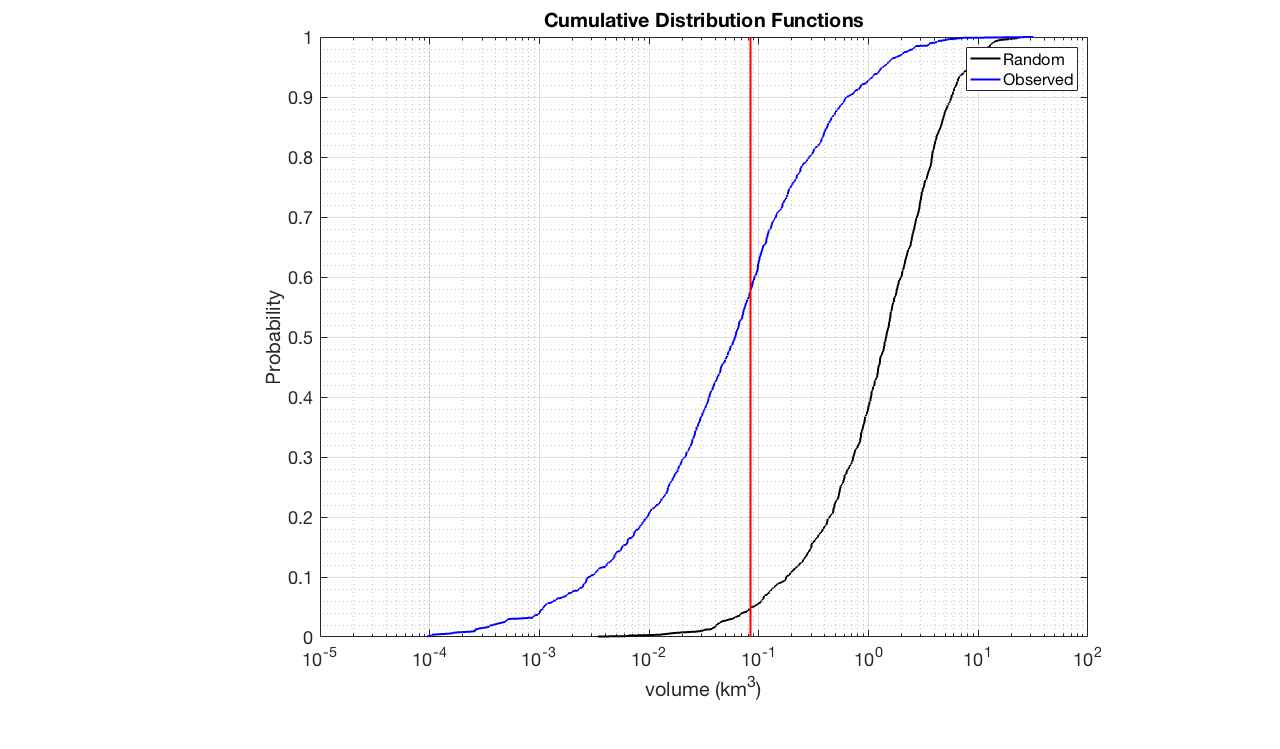 Cumulative Distribution Functions
1
0.9
0.8
0.7
0.6
0.5
0.4
0.3
0.2
0.1
0
Probability
Random
Observed
10^-5 10^-4 10^-3 10^-2 10^-1 10^0 10^1 10^2
volume (km^3)